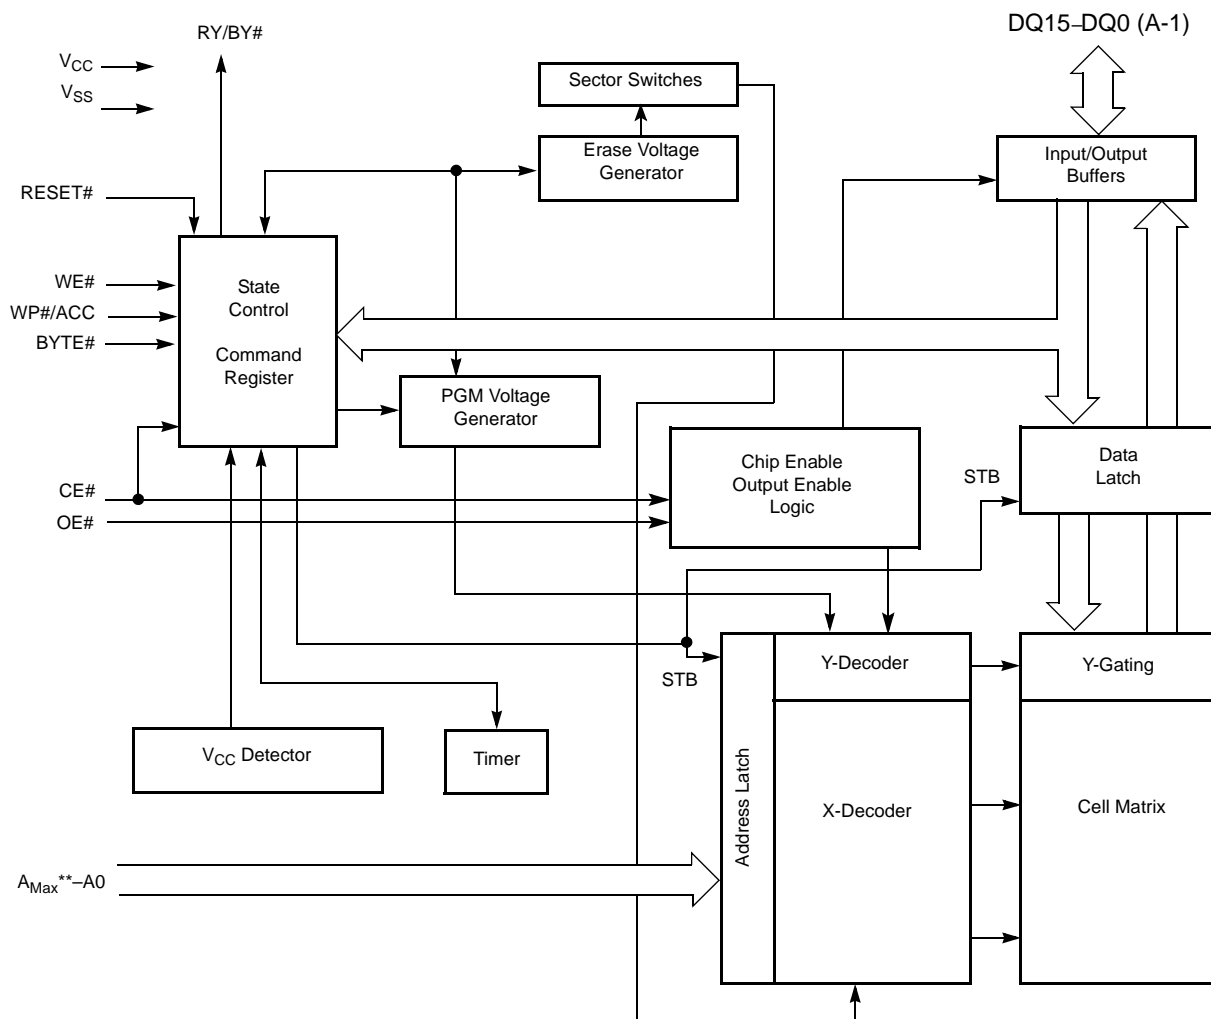 DQ15–DQ0 (A-1)
RY/BY#
VCC
VSS
Sector Switches
Erase Voltage
Generator
Input/Output
Buffers
RESET#
WE#
WP#/ACC
BYTE#
State
Control
Command
Register
PGM Voltage
Generator
Chip Enable
Output Enable
Logic
STB
Data
Latch
CE#
OE#
STB
Y-Decoder
Y-Gating
VCC Detector
Timer
Address Latch
X-Decoder
Cell Matrix
AMax**–A0